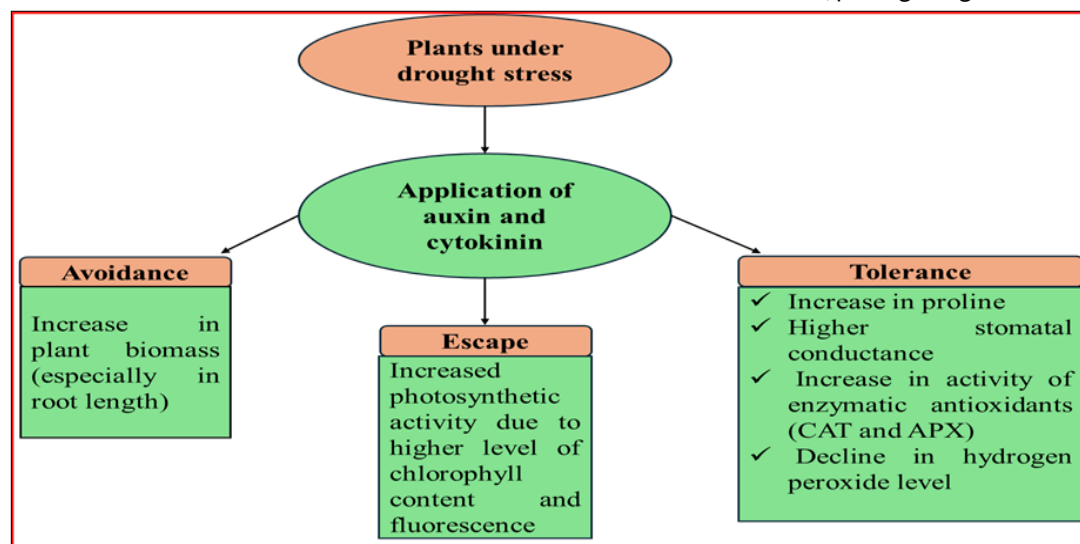 Plants under
drought stress
Application of
auxin and
cytokinin
Avoidance
Increase in
plant biomass
(especially in
root length)
Escape
Increased
photosynthetic
activity due to
higher level of
chlorophyll
content and
fluorescence
Tolerance
✓ Increase in proline
✓ Higher stomatal
conductance
✓ Increase in activity of
enzymatic antioxidants
(CAT and APX)
✓ Decline in hydrogen
peroxide level